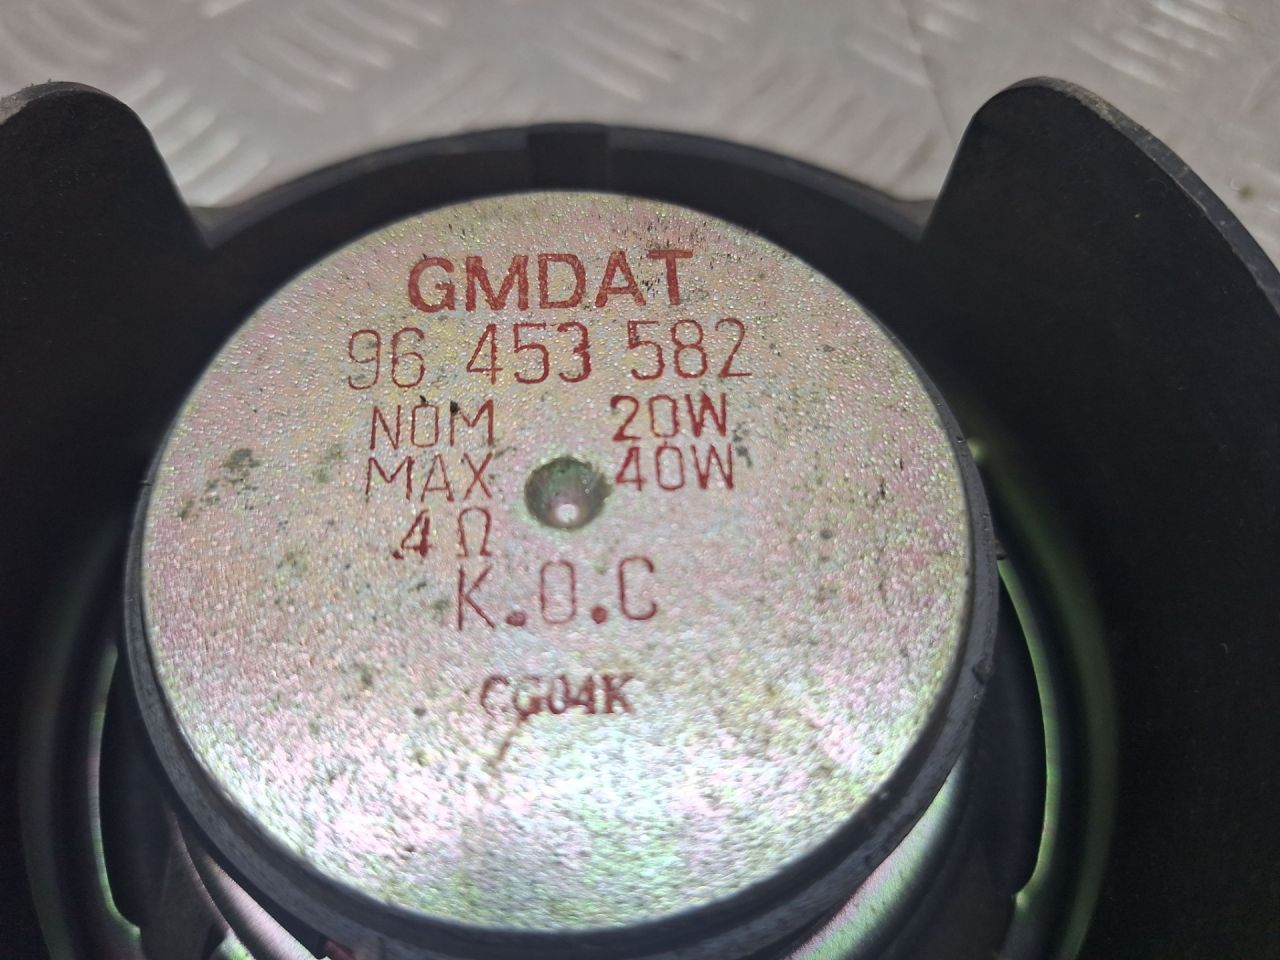 GMDAT
96 453 582
NOM 20W
MAX 40W
4 Ω
K.O.C
CG04K